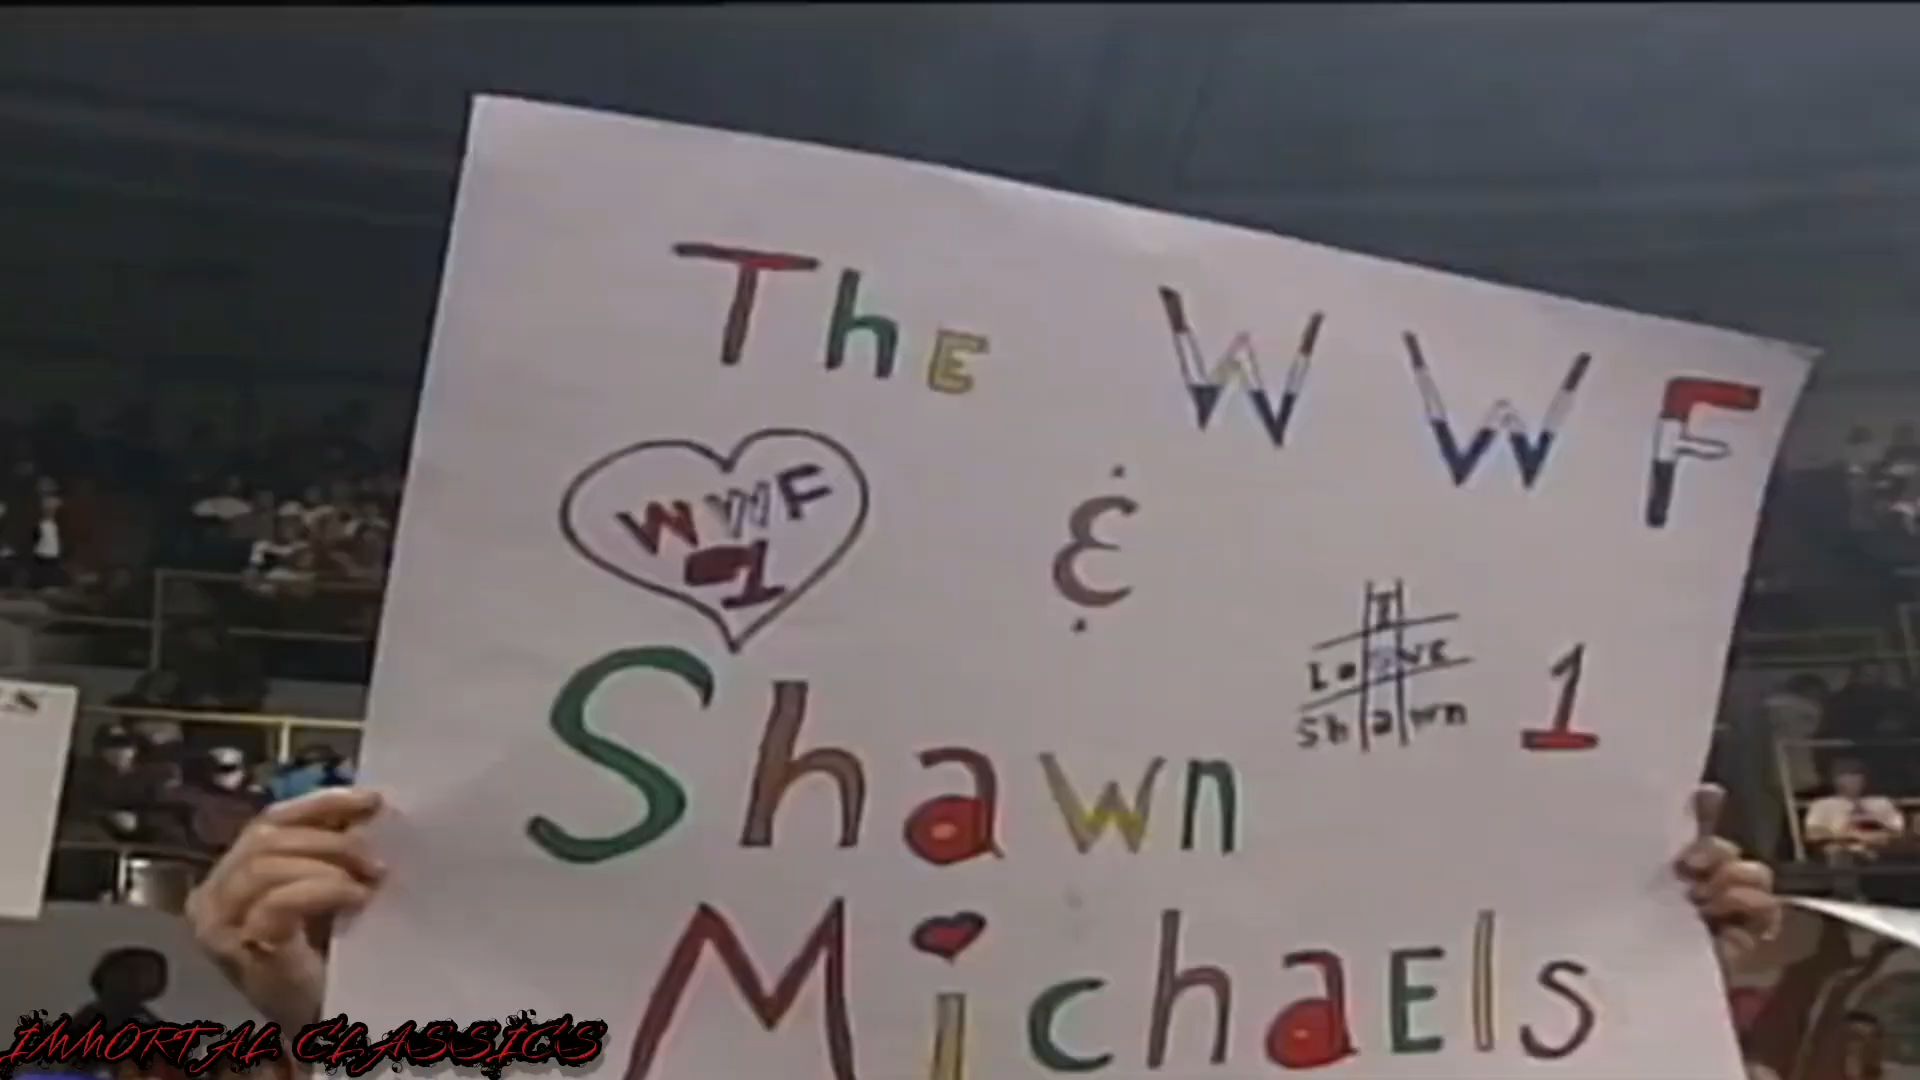 The WWF
WWF
#1
&
I
Love
Shawn
1
Shawn
Michaels
IMMORTAL CLASSICS